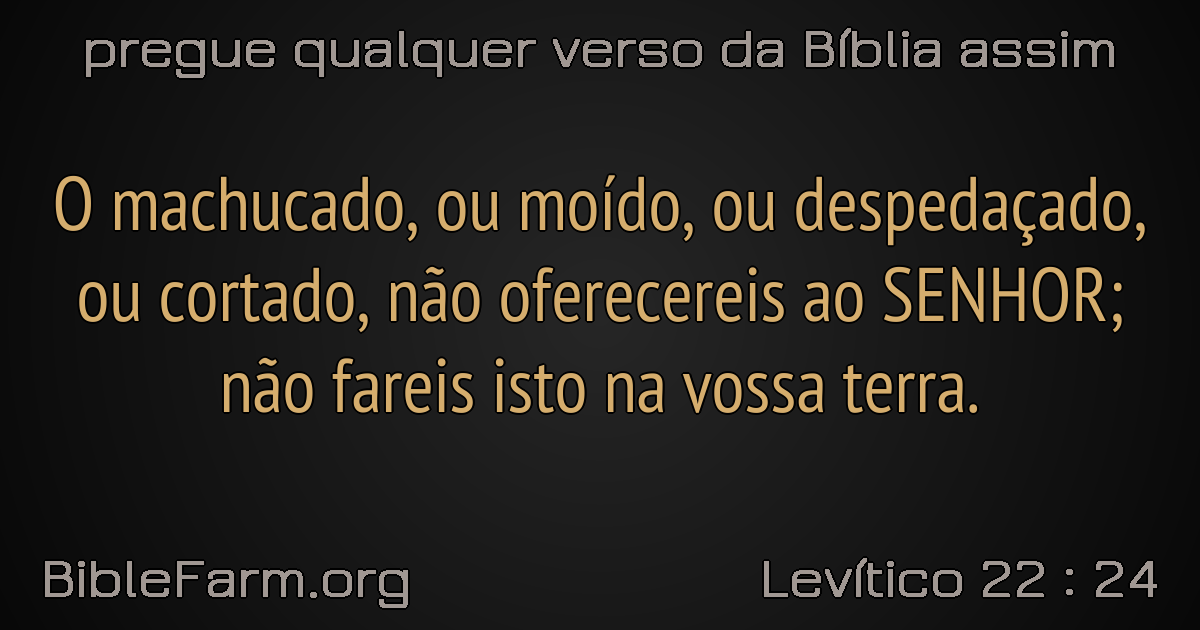 pregue qualquer verso da Bíblia assim
O machucado, ou moído, ou despedaçado,
ou cortado, não oferecereis ao SENHOR;
não fareis isto na vossa terra.
BibleFarm.org
Levítico 22 : 24